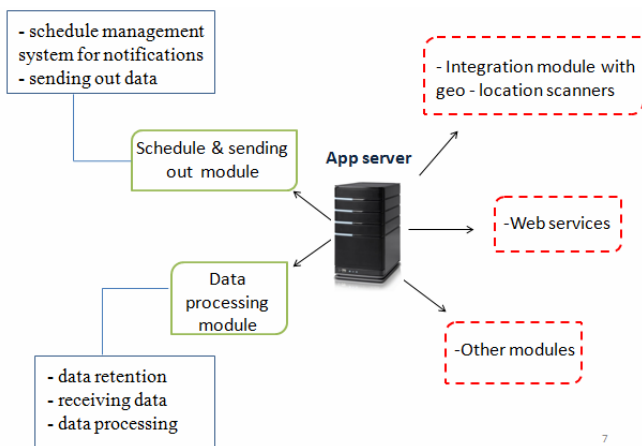 - schedule management
system for notifications
- sending out data
Schedule & sending
out module
App server
- Integration module with
geo - location scanners
-Web services
Data
processing
module
-Other modules
- data retention
- receiving data
- data processing
7